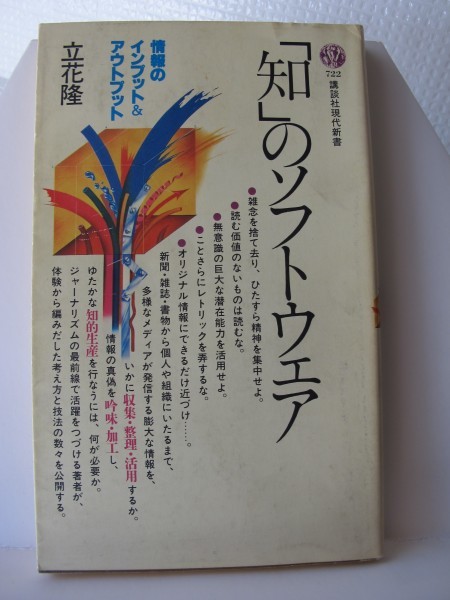 722
講談社現代新書
「知」のソフトウェア
情報の
インプット&
アウトプット
立花隆
●雑念を捨て去り、ひたすら精神を集中せよ。
●読む価値のないものは読むな。
●無意識の巨大な潜在能力を活用せよ。
●ことさらにレトリックを弄するな。
●オリジナル情報にできるだけ近づけ……。
新聞・雑誌・書物から個人や組織にいたるまで、
多様なメディアが発信する膨大な情報を、
いかに収集・整理・活用するか。
情報の真偽を吟味・加工し、
ゆたかな知的生産を行なうには、何が必要か。
ジャーナリズムの最前線で活躍をつづける著者が、
体験から編みだした考え方と技法の数々を公開する。